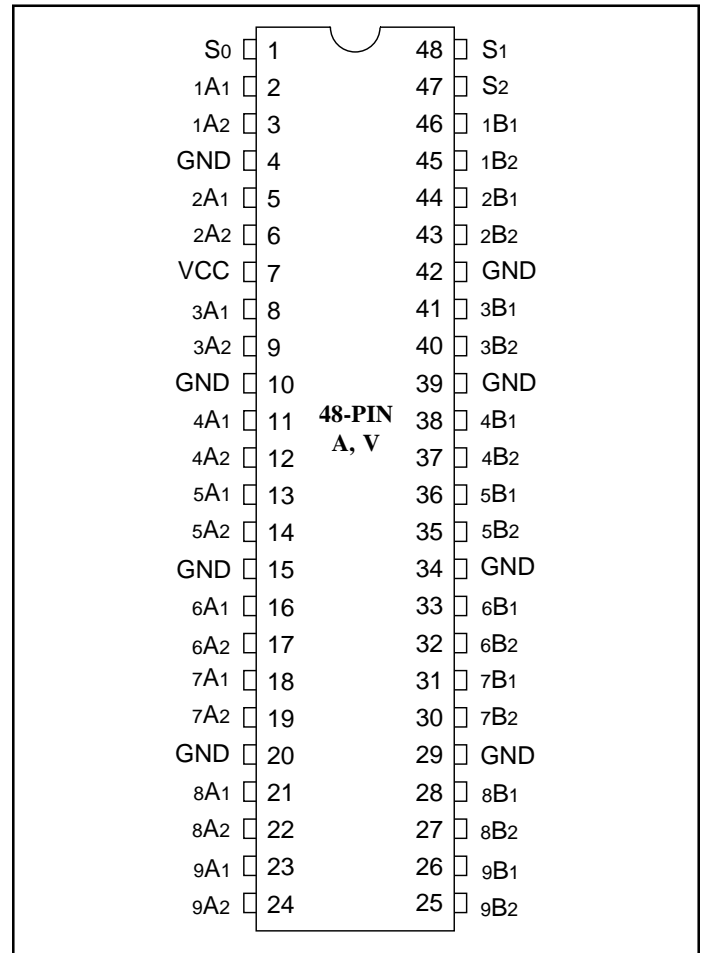 S0 1 48 S1
1A1 2 47 S2
1A2 3 46 1B1
GND 4 45 1B2
2A1 5 44 2B1
2A2 6 43 2B2
VCC 7 42 GND
3A1 8 41 3B1
3A2 9 40 3B2
GND 10 39 GND
4A1 11 48-PIN 38 4B1
4A2 12 A, V 37 4B2
5A1 13 36 5B1
5A2 14 35 5B2
GND 15 34 GND
6A1 16 33 6B1
6A2 17 32 6B2
7A1 18 31 7B1
7A2 19 30 7B2
GND 20 29 GND
8A1 21 28 8B1
8A2 22 27 8B2
9A1 23 26 9B1
9A2 24 25 9B2